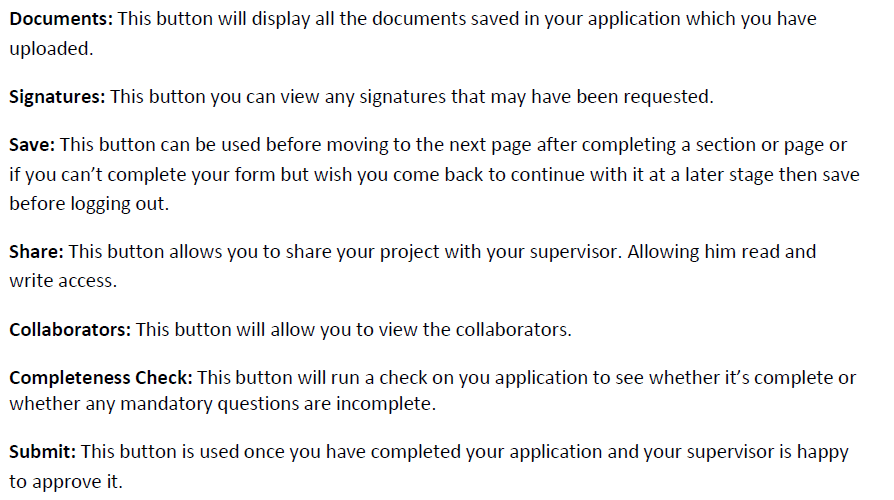 Documents: This button will display all the documents saved in your application which you have
uploaded.
Signatures: This button you can view any signatures that may have been requested.
Save: This button can be used before moving to the next page after completing a section or page or
if you can’t complete your form but wish you come back to continue with it at a later stage then save
before logging out.
Share: This button allows you to share your project with your supervisor. Allowing him read and
write access.
Collaborators: This button will allow you to view the collaborators.
Completeness Check: This button will run a check on you application to see whether it’s complete or
whether any mandatory questions are incomplete.
Submit: This button is used once you have completed your application and your supervisor is happy
to approve it.